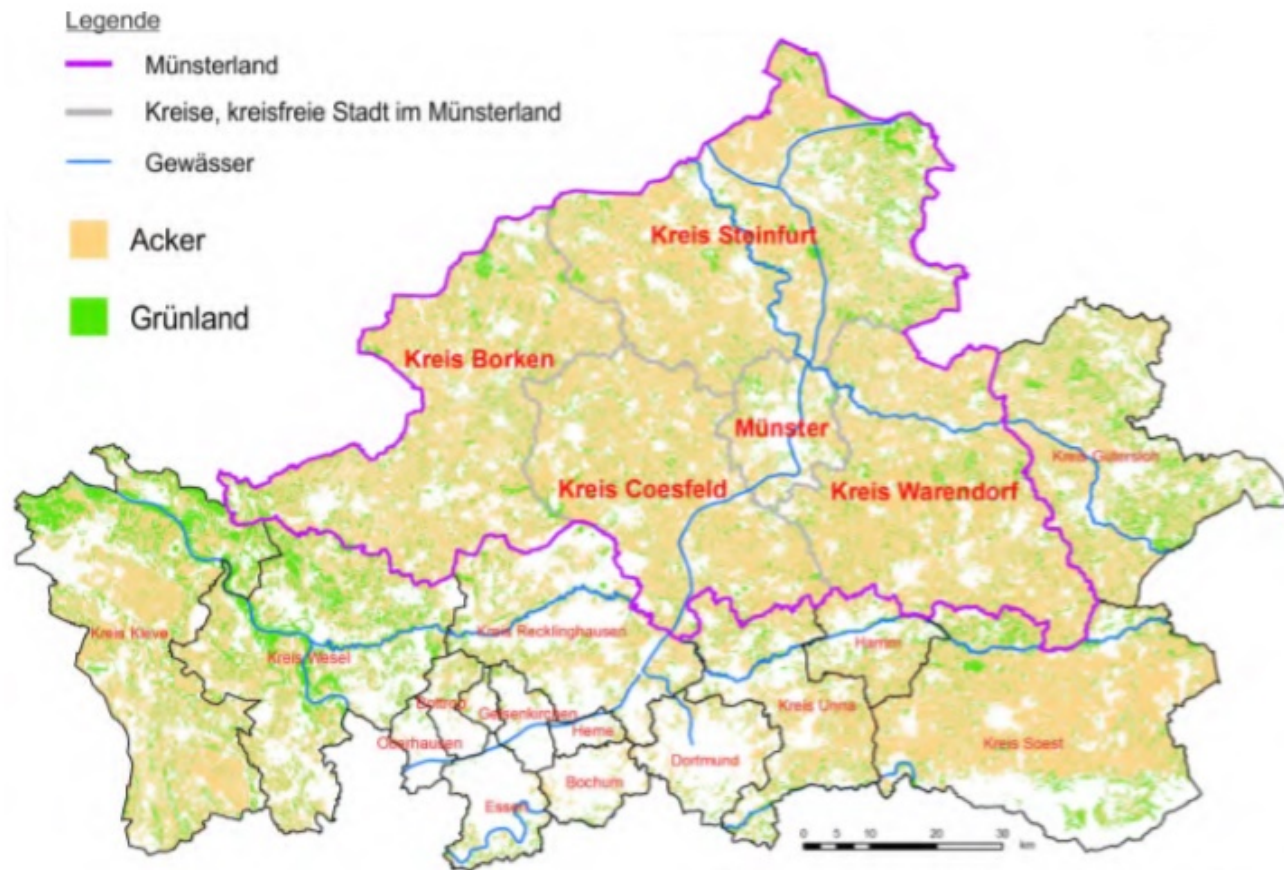 Legende
Münsterland
Kreise, kreisfreie Stadt im Münsterland
Gewässer
Acker
Grünland
Kreis Steinfurt
Kreis Borken
Münster
Kreis Gütersloh
Kreis Coesfeld
Kreis Warendorf
Kreis Kleve
Kreis Recklinghausen
Kreis Wesel
Hamm
Bottrop
Gelsenkirchen
Kreis Unna
Herne
Oberhausen
Kreis Soest
Dortmund
Bochum
Essen
0 5 10 20 30
km